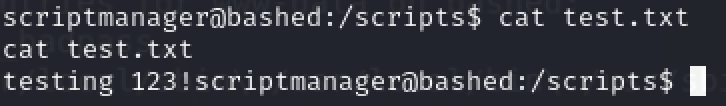 scriptmanager@bashed:/scripts$ cat test.txt
cat test.txt
testing 123!scriptmanager@bashed:/scripts$